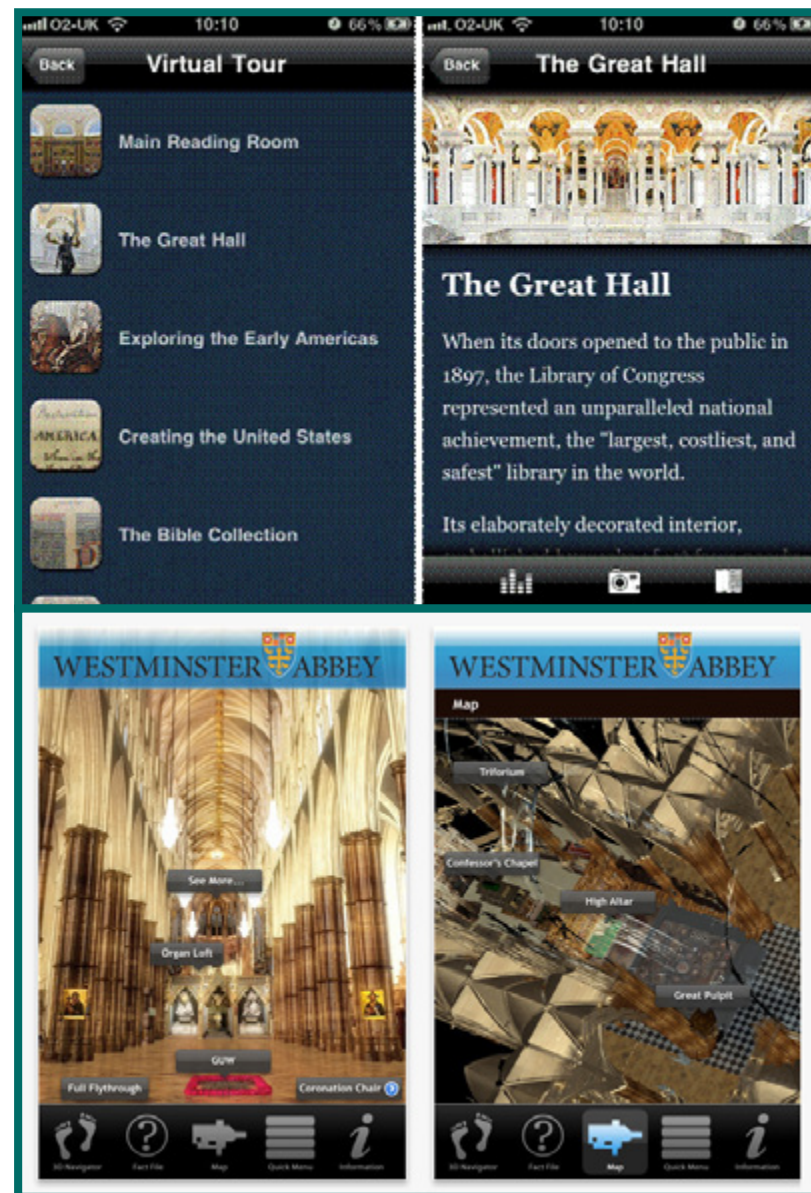 O2-UK 10:10 66%
Back Virtual Tour
Main Reading Room
The Great Hall
Exploring the Early Americas
Creating the United States
The Bible Collection
O2-UK 10:10 66%
Back The Great Hall
The Great Hall
When its doors opened to the public in
1897, the Library of Congress
represented an unparalleled national
achievement, the "largest, costliest, and
safest" library in the world.
Its elaborately decorated interior,
WESTMINSTER ABBEY
See More...
Organ Loft
GUW
Full Flythrough Coronation Chair
3D Navigator Fact File Map Quick Menu Information
WESTMINSTER ABBEY
Map
Triforium
Confessor's Chapel
High Altar
Great Pulpit
3D Navigator Fact File Map Quick Menu Information